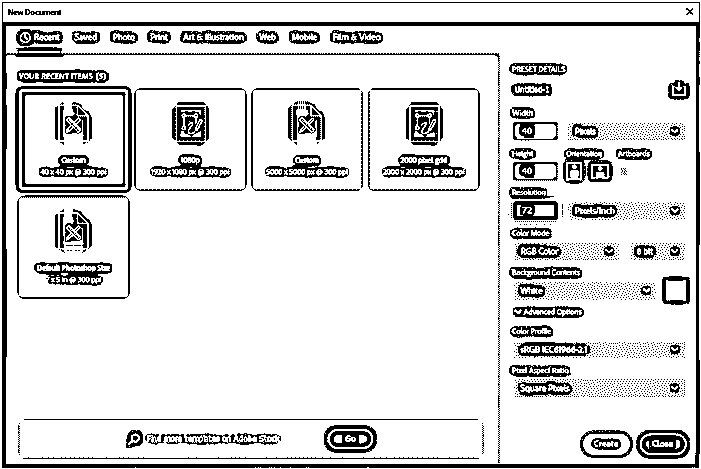 New Document
Recent Saved Photo Print Art & Illustration Web Mobile Film & Video
YOUR RECENT ITEMS (5)
Custom
40 x 40 px @ 300 ppi
1080p
1920 x 1080 px @ 300 ppi
Custom
5000 x 5000 px @ 300 ppi
2000 pixel grid
2000 x 2000 px @ 300 ppi
Default Photoshop Size
7 x 5 in @ 300 ppi
Find more templates on Adobe Stock
Go
PRESET DETAILS
Untitled-1
Width
40 Pixels
Height Orientation Artboards
40
Resolution
72 Pixels/Inch
Color Mode
RGB Color 8 bit
Background Contents
White
Advanced Options
Color Profile
sRGB IEC61966-2.1
Pixel Aspect Ratio
Square Pixels
Create Close